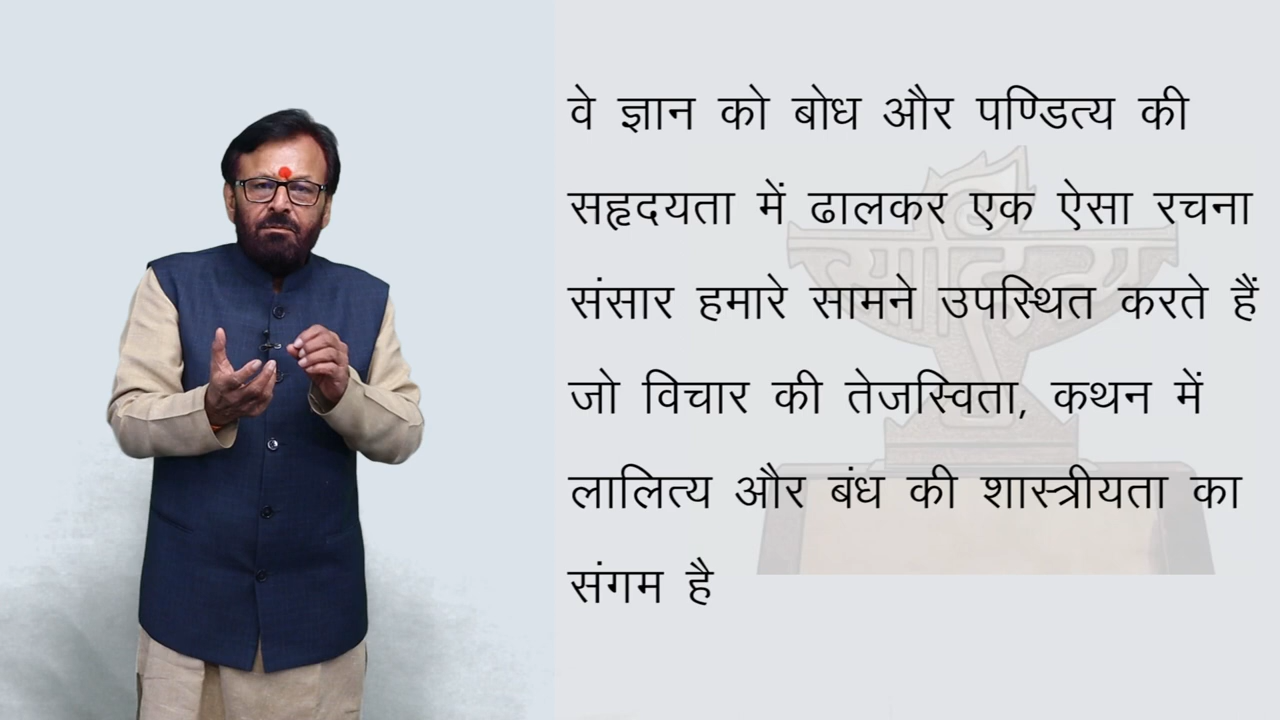 वे ज्ञान को बोध और पण्डित्य की
सहृदयता में ढालकर एक ऐसा रचना
संसार हमारे सामने उपस्थित करते हैं
जो विचार की तेजस्विता, कथन में
लालित्य और बंध की शास्त्रीयता का
संगम है
साहित्य